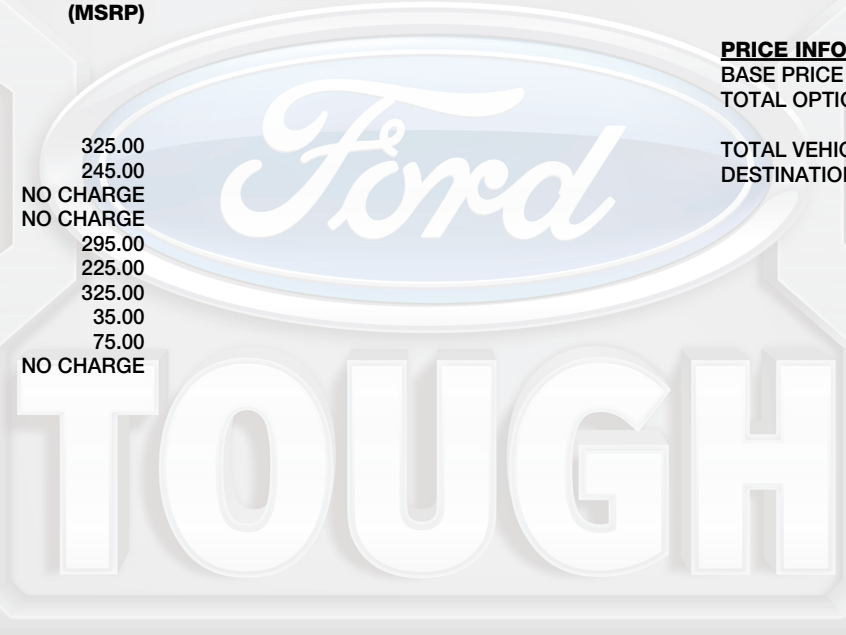 (MSRP)
325.00
245.00
NO CHARGE
NO CHARGE
295.00
225.00
325.00
35.00
75.00
NO CHARGE
PRICE INFO
BASE PRICE
TOTAL OPTIO
TOTAL VEHIC
DESTINATION
Ford
TOUGH